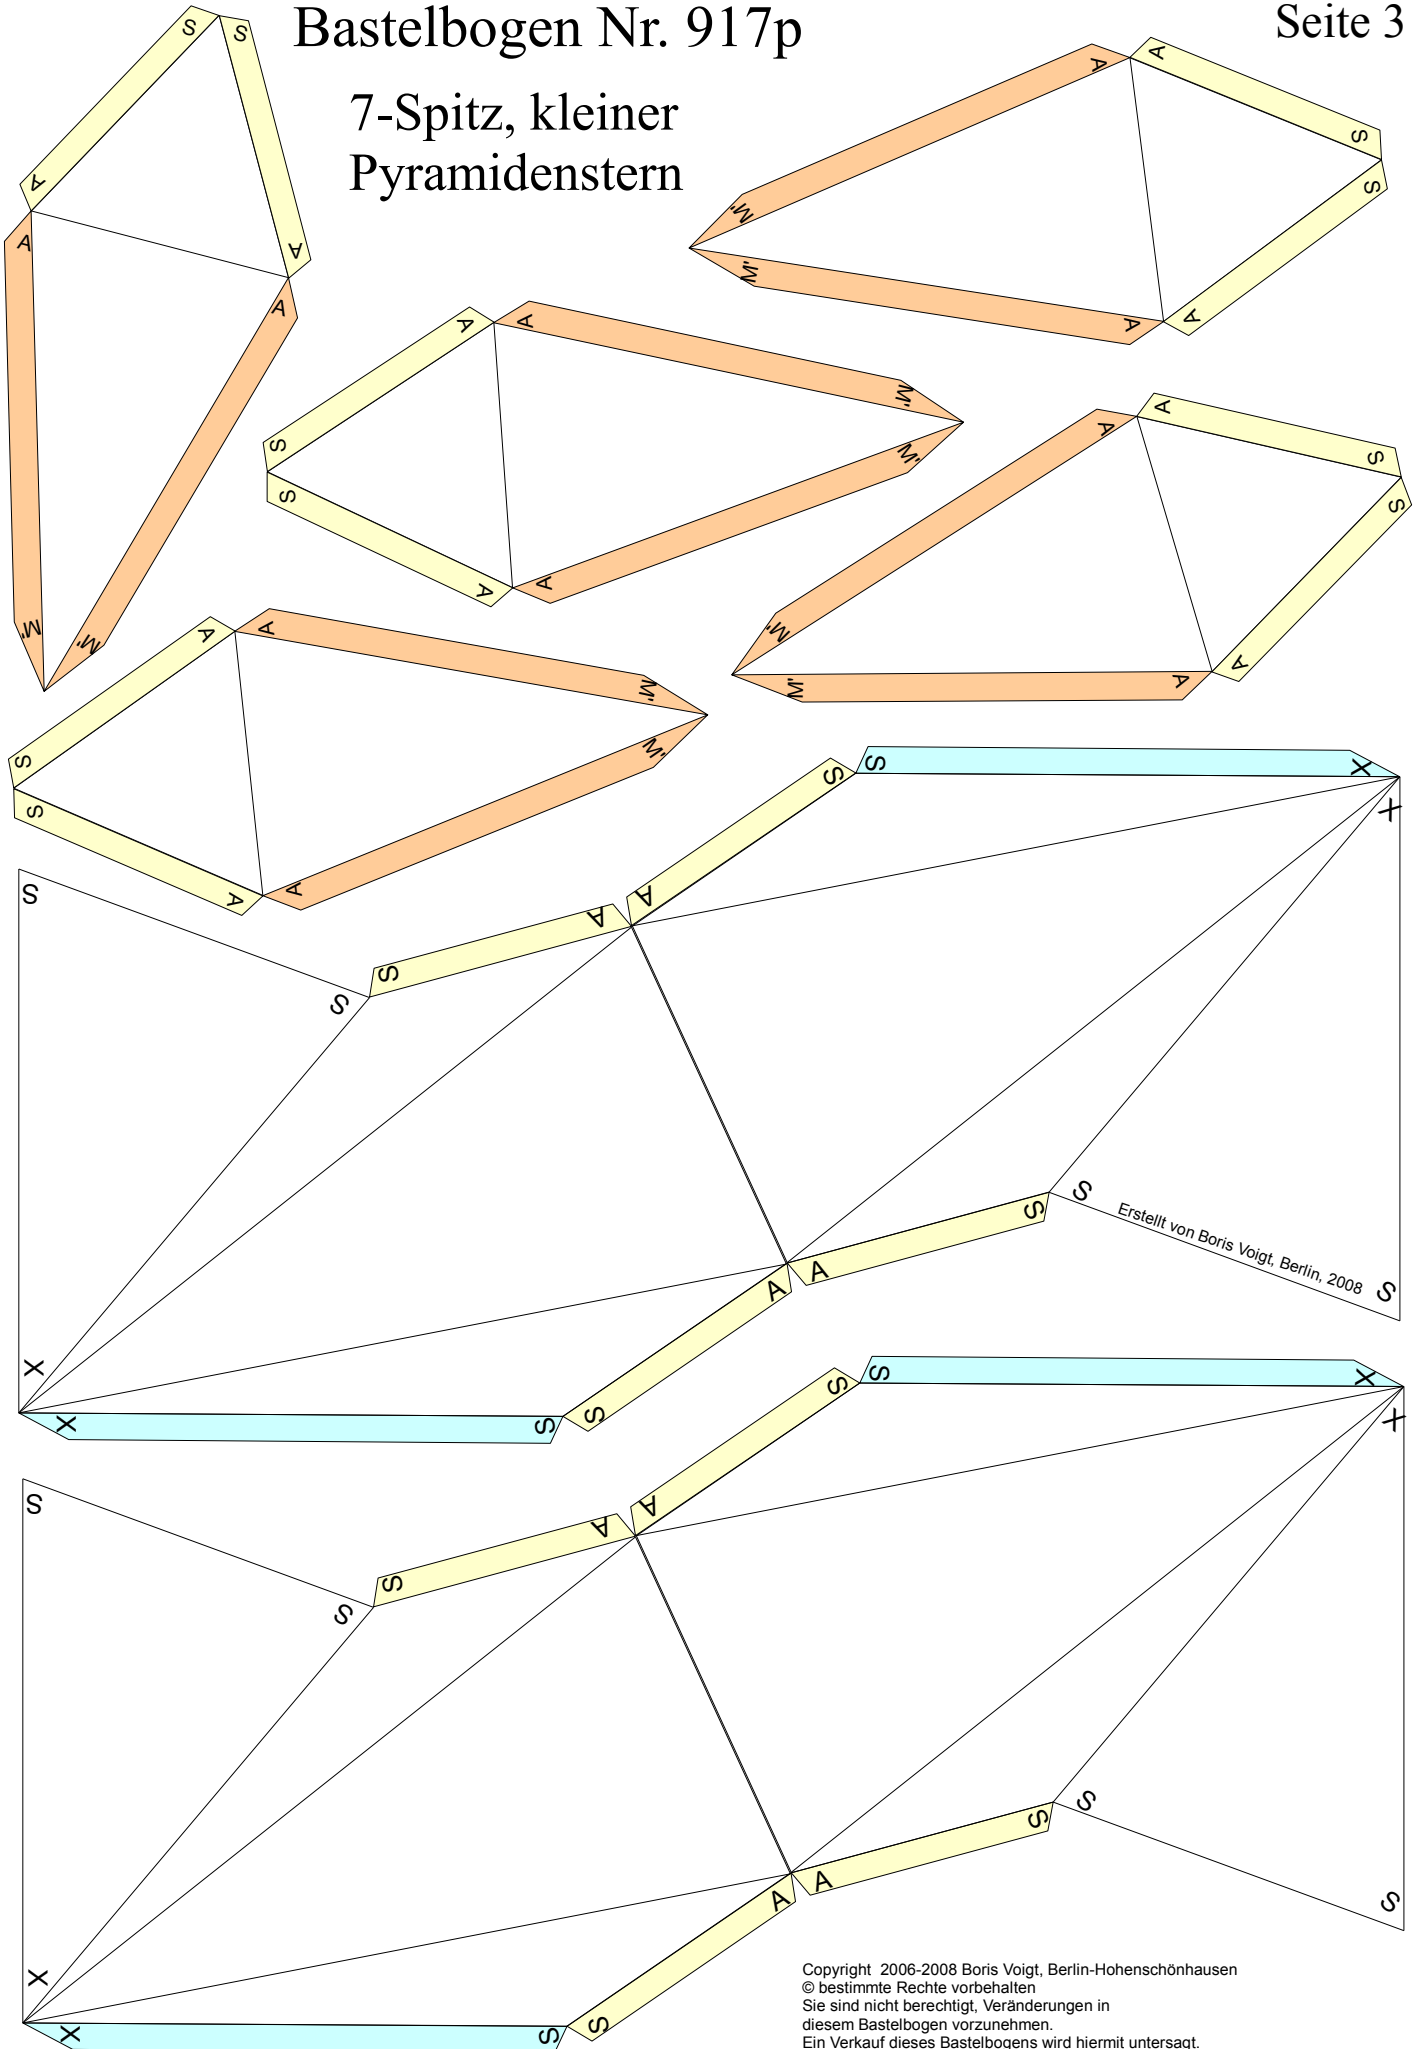 Bastelbogen Nr. 917p
Seite 3
7-Spitz, kleiner
Pyramidenstern
S S
A A
A A
M' M'
A A
S S
M' M'
A A
A A
S S
M' M'
A A
A A
S S
M' M'
A A
A A
S S
M' M'
A A
S S X
X
S
A A
S S
S
S
Erstellt von Boris Voigt, Berlin, 2008
S
A A
X
X S S
S S X
X
S
A A
S S
S
S
S
A A
X
X S S
Copyright 2006-2008 Boris Voigt, Berlin-Hohenschönhausen
© bestimmte Rechte vorbehalten
Sie sind nicht berechtigt, Veränderungen in
diesem Bastelbogen vorzunehmen.
Ein Verkauf dieses Bastelbogens wird hiermit untersagt.